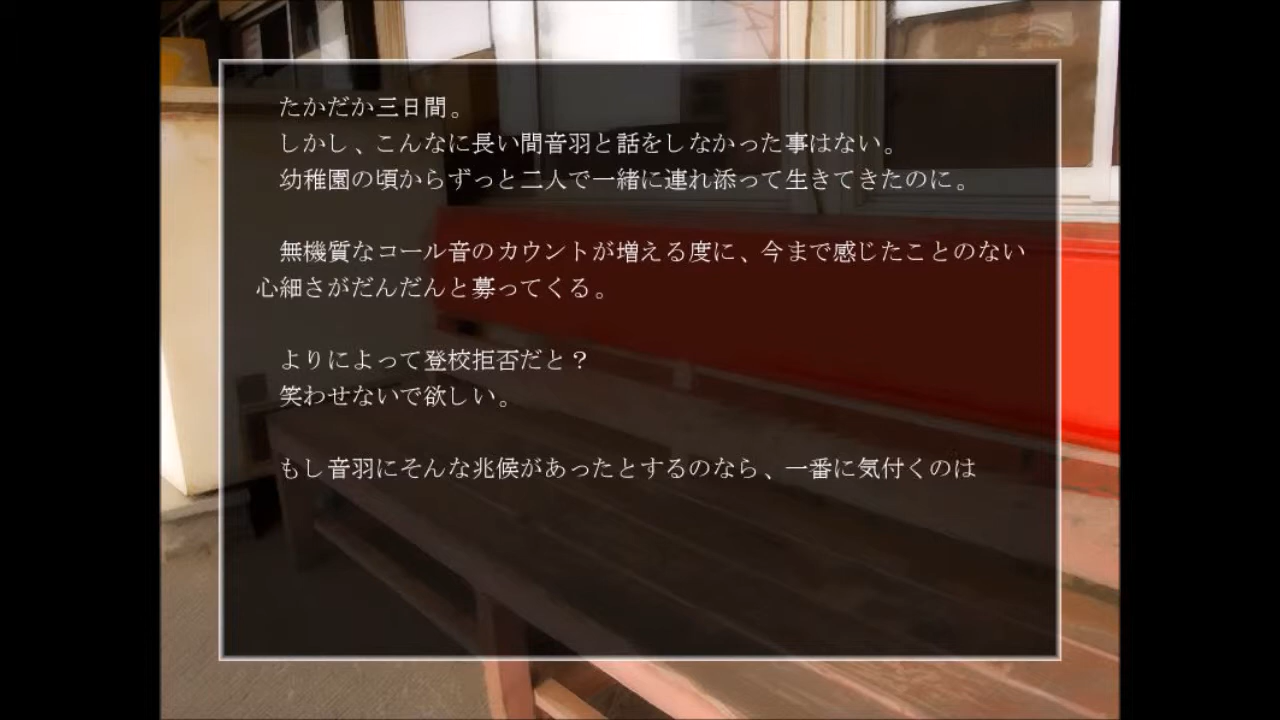 たかだか三日間。
しかし、こんなに長い間音羽と話をしなかった事はない。
幼稚園の頃からずっと二人で一緒に連れ添って生きてきたのに。
無機質なコール音のカウントが増える度に、今まで感じたことのない
心細さがだんだんと募ってくる。
よりによって登校拒否だと？
笑わせないで欲しい。
もし音羽にそんな兆候があったとするのなら、一番に気付くのは